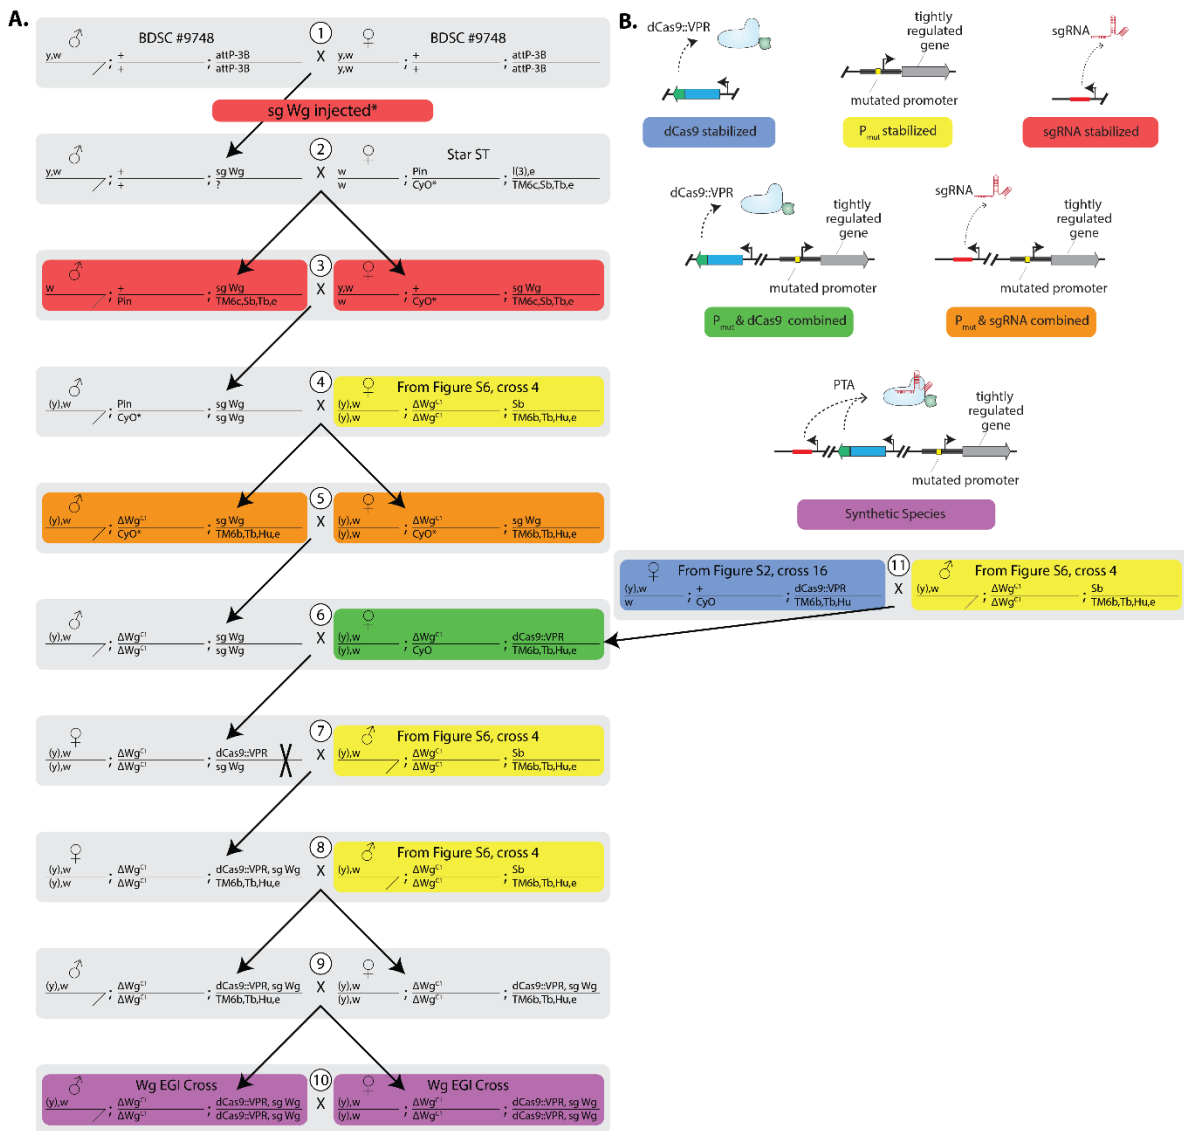 A.
BDSC #9748
1
BDSC #9748
y,w
+
+
attP-3B
attP-3B
X
y,w
y,w
+
+
attP-3B
attP-3B
sg Wg injected*
2
Star ST
y,w
+
+
sg Wg
?
X
w
w
Pin
CyO*
l(3),e
TM6C,Sb,Tb,e
3
w
+
Pin
sg Wg
TM6c,Sb,Tb,e
X
y,w
w
+
CyO*
sg Wg
TM6C,Sb,Tb,e
4
From Figure S6, cross 4
(y),w
Pin
CyO*
sg Wg
sg Wg
X
(y),w
(y),w
ΔWgC1
ΔWgC1
Sb
TM6b,Tb,Hu,e
5
(y),w
ΔWgC1
CyO*
sg Wg
TM6b,Tb,Hu,e
X
(y),w
(y),w
ΔWgC1
CyO*
sg Wg
TM6b,Tb,Hu,e
6
(y),w
ΔWgC1
ΔWgC1
sg Wg
sg Wg
X
(y),w
(y),w
ΔWgC1
CyO
dCas9::VPR
TM6b,Tb,Hu,e
7
From Figure S6, cross 4
(y),w
(y),w
ΔWgC1
ΔWgC1
dCas9::VPR
sg Wg
X
(y),w
ΔWgC1
ΔWgC1
Sb
TM6b,Tb,Hu,e
8
From Figure S6, cross 4
(y),w
(y),w
ΔWgC1
ΔWgC1
dCas9::VPR, sg Wg
TM6b,Tb,Hu,e
X
(y),w
ΔWgC1
ΔWgC1
Sb
TM6b,Tb,Hu,e
9
(y),w
ΔWgC1
ΔWgC1
dCas9::VPR, sg Wg
TM6b,Tb,Hu,e
X
(y),w
(y),w
ΔWgC1
ΔWgC1
dCas9::VPR, sg Wg
TM6b,Tb,Hu,e
Wg EGI Cross
10
Wg EGI Cross
(y),w
ΔWgC1
ΔWgC1
dCas9::VPR, sg Wg
dCas9::VPR, sg Wg
X
(y),w
(y),w
ΔWgC1
ΔWgC1
dCas9::VPR, sg Wg
dCas9::VPR, sg Wg
B.
dCas9::VPR
dCas9 stabilized
tightly
regulated
gene
mutated promoter
Pmut stabilized
sgRNA
sgRNA stabilized
dCas9::VPR
tightly
regulated
gene
mutated promoter
Pmut & dCas9 combined
sgRNA
tightly
regulated
gene
mutated promoter
Pmut & sgRNA combined
PTA
tightly
regulated
gene
mutated promoter
Synthetic Species
From Figure S2, cross 16
11
From Figure S6, cross 4
(y),w
w
+
CyO
dCas9::VPR
TM6b,Tb,Hu
X
(y),w
ΔWgC1
ΔWgC1
Sb
TM6b,Tb,Hu,e